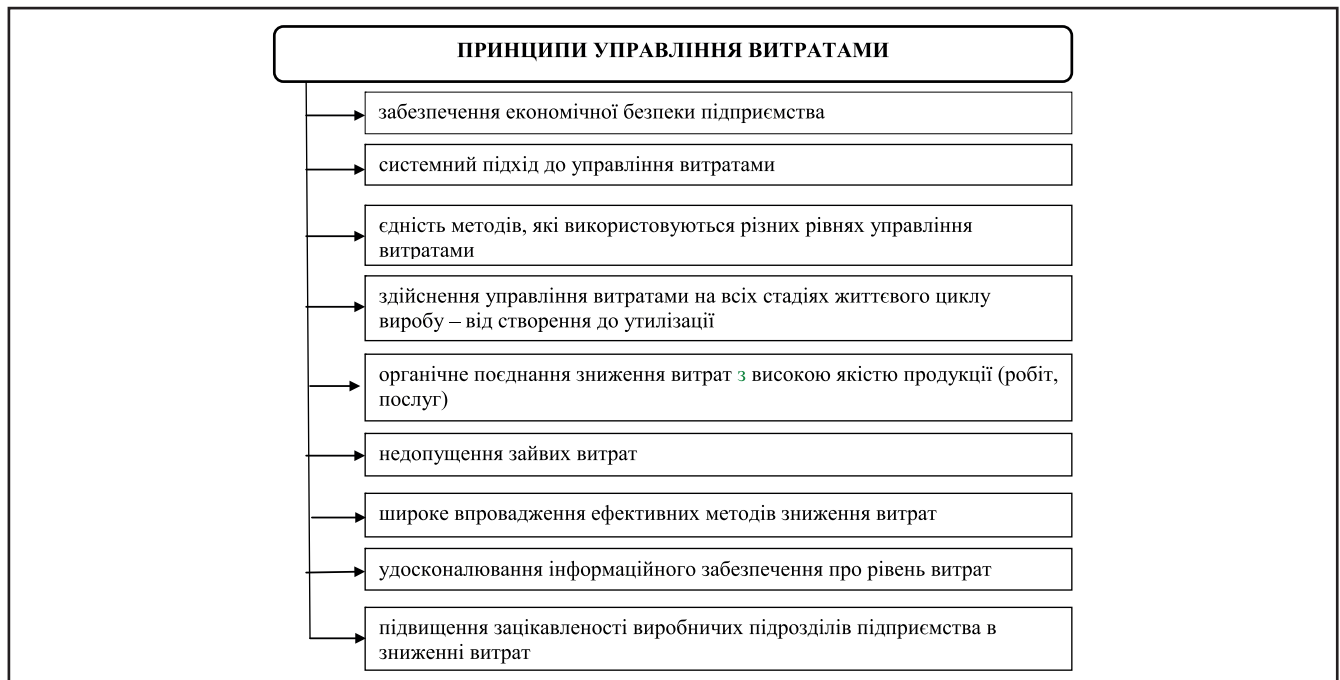 ПРИНЦИПИ УПРАВЛІННЯ ВИТРАТАМИ
забезпечення економічної безпеки підприємства
системний підхід до управління витратами
єдність методів, які використовуються різних рівнях управління
витратами
здійснення управління витратами на всіх стадіях життєвого циклу
виробу – від створення до утилізації
органічне поєднання зниження витрат з високою якістю продукції (робіт,
послуг)
недопущення зайвих витрат
широке впровадження ефективних методів зниження витрат
удосконалювання інформаційного забезпечення про рівень витрат
підвищення зацікавленості виробничих підрозділів підприємства в
зниженні витрат